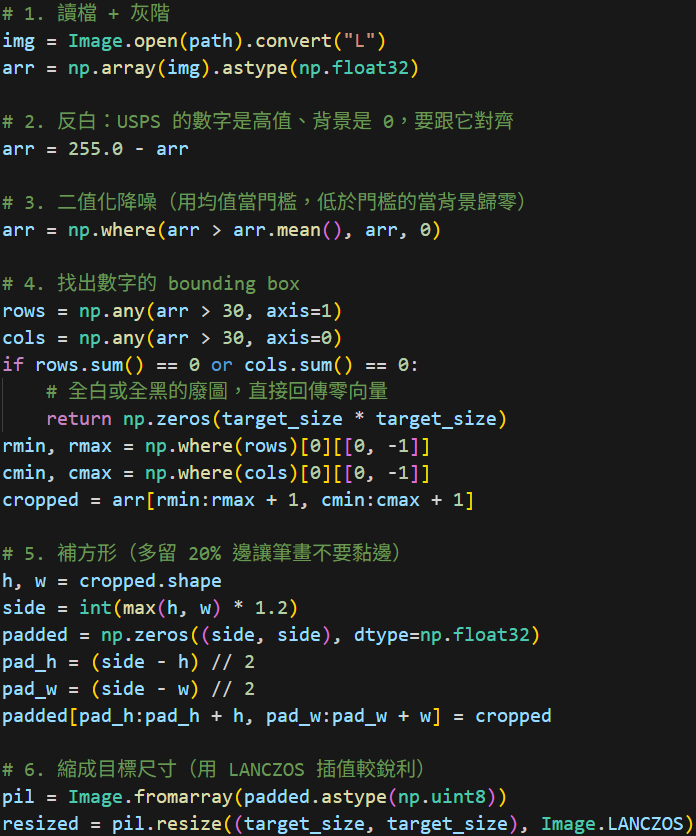 # 1. 讀檔 + 灰階
img = Image.open(path).convert("L")
arr = np.array(img).astype(np.float32)
# 2. 反白：USPS 的數字是高值、背景是 0，要跟它對齊
arr = 255.0 - arr
# 3. 二值化降噪（用均值當門檻，低於門檻的當背景歸零）
arr = np.where(arr > arr.mean(), arr, 0)
# 4. 找出數字的 bounding box
rows = np.any(arr > 30, axis=1)
cols = np.any(arr > 30, axis=0)
if rows.sum() == 0 or cols.sum() == 0:
    # 全白或全黑的廢圖，直接回傳零向量
    return np.zeros(target_size * target_size)
rmin, rmax = np.where(rows)[0][[0, -1]]
cmin, cmax = np.where(cols)[0][[0, -1]]
cropped = arr[rmin:rmax + 1, cmin:cmax + 1]
# 5. 補方形（多留 20% 邊讓筆畫不要黏邊）
h, w = cropped.shape
side = int(max(h, w) * 1.2)
padded = np.zeros((side, side), dtype=np.float32)
pad_h = (side - h) // 2
pad_w = (side - w) // 2
padded[pad_h:pad_h + h, pad_w:pad_w + w] = cropped
# 6. 縮成目標尺寸（用 LANCZOS 插值較銳利）
pil = Image.fromarray(padded.astype(np.uint8))
resized = pil.resize((target_size, target_size), Image.LANCZOS)